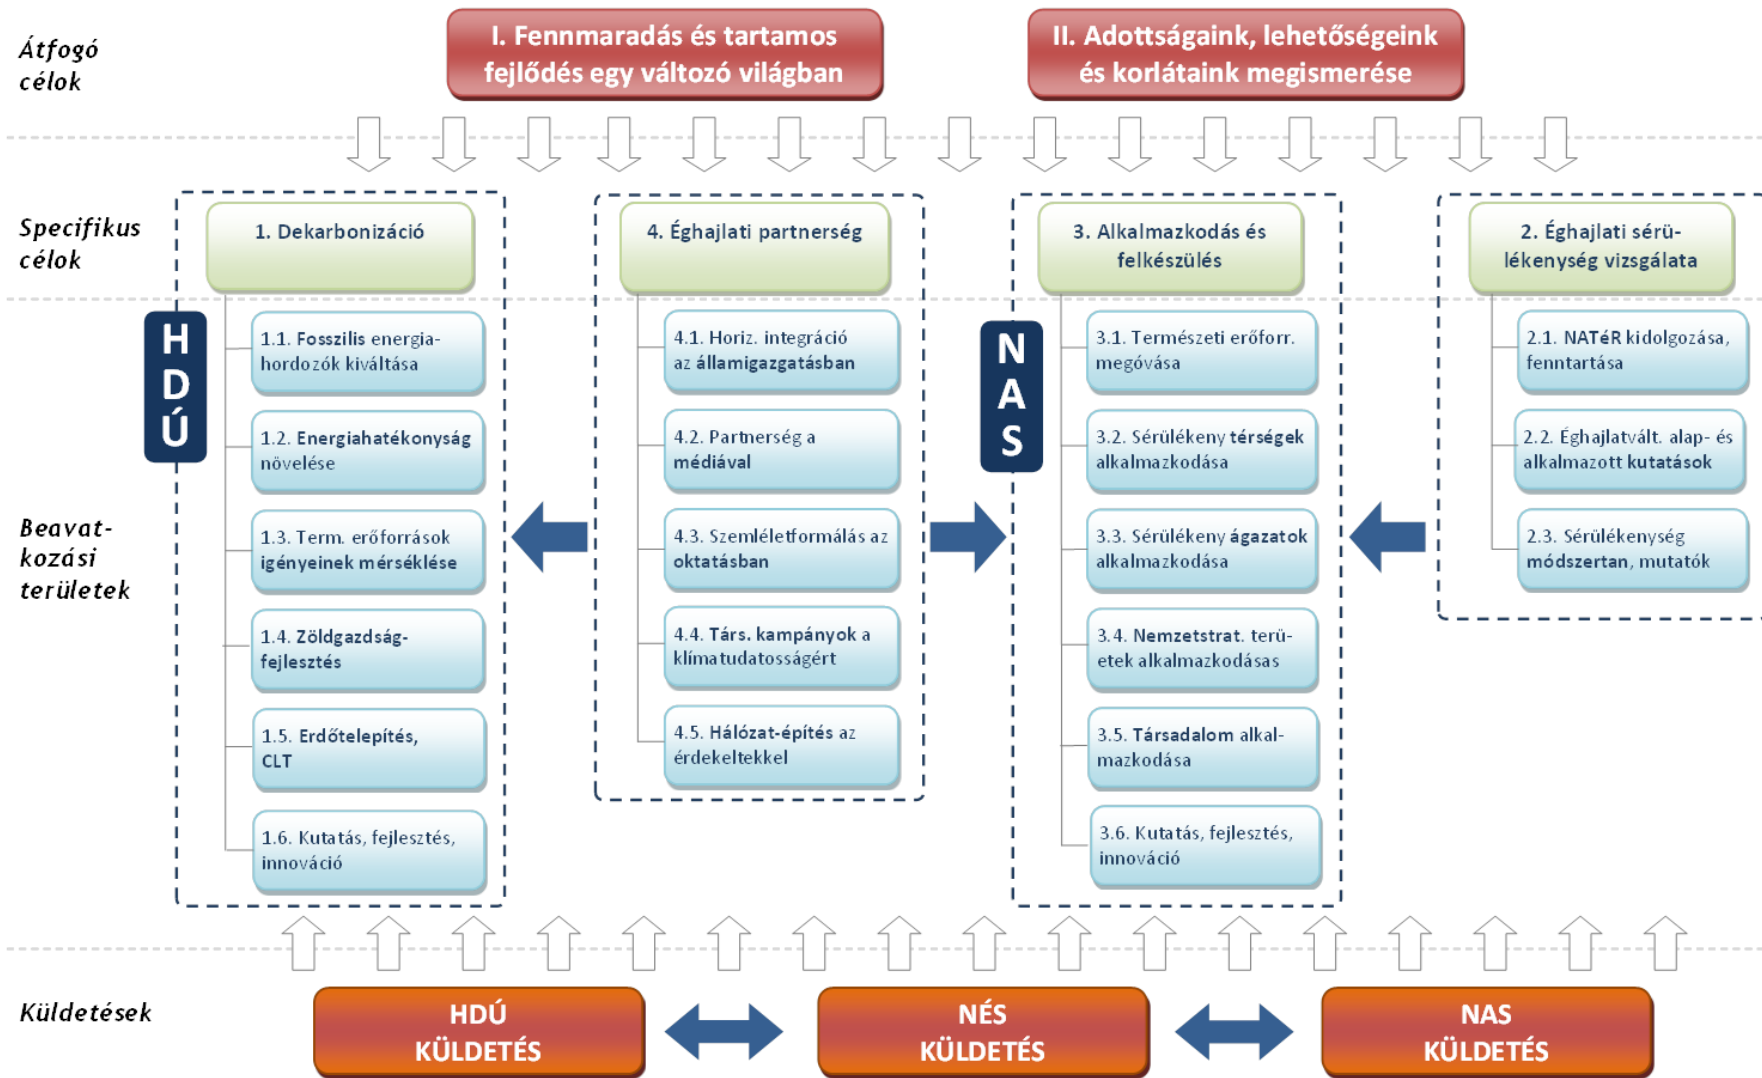 Átfogó
célok
I. Fennmaradás és tartamos
fejlődés egy változó világban
II. Adottságaink, lehetőségeink
és korlátaink megismerése
Specifikus
célok
1. Dekarbonizáció
4. Éghajlati partnerség
3. Alkalmazkodás és
felkészülés
2. Éghajlati sérü-
lékenység vizsgálata
Beavat-
kozási
területek
H
D
Ú
1.1. Fosszilis energia-
hordozók kiváltása
1.2. Energiahatékonyság
növelése
1.3. Term. erőforrások
igényeinek mérséklése
1.4. Zöldgazdság-
fejlesztés
1.5. Erdőtelepítés,
CLT
1.6. Kutatás, fejlesztés,
innováció
4.1. Horiz. integráció
az államigazgatásban
4.2. Partnerség a
médiával
4.3. Szemléletformálás az
oktatásban
4.4. Társ. kampányok a
klímatudatosságért
4.5. Hálózat-építés az
érdekeltekkel
N
A
S
3.1. Természeti erőforr.
megóvása
3.2. Sérülékeny térségek
alkalmazkodása
3.3. Sérülékeny ágazatok
alkalmazkodása
3.4. Nemzetstrat. terü-
etek alkalmazkodásas
3.5. Társadalom alkal-
mazkodása
3.6. Kutatás, fejlesztés,
innováció
2.1. NATéR kidolgozása,
fenntartása
2.2. Éghajlatvált. alap- és
alkalmazott kutatások
2.3. Sérülékenység
módszertan, mutatók
Küldetések
HDÚ
KÜLDETÉS
NÉS
KÜLDETÉS
NAS
KÜLDETÉS